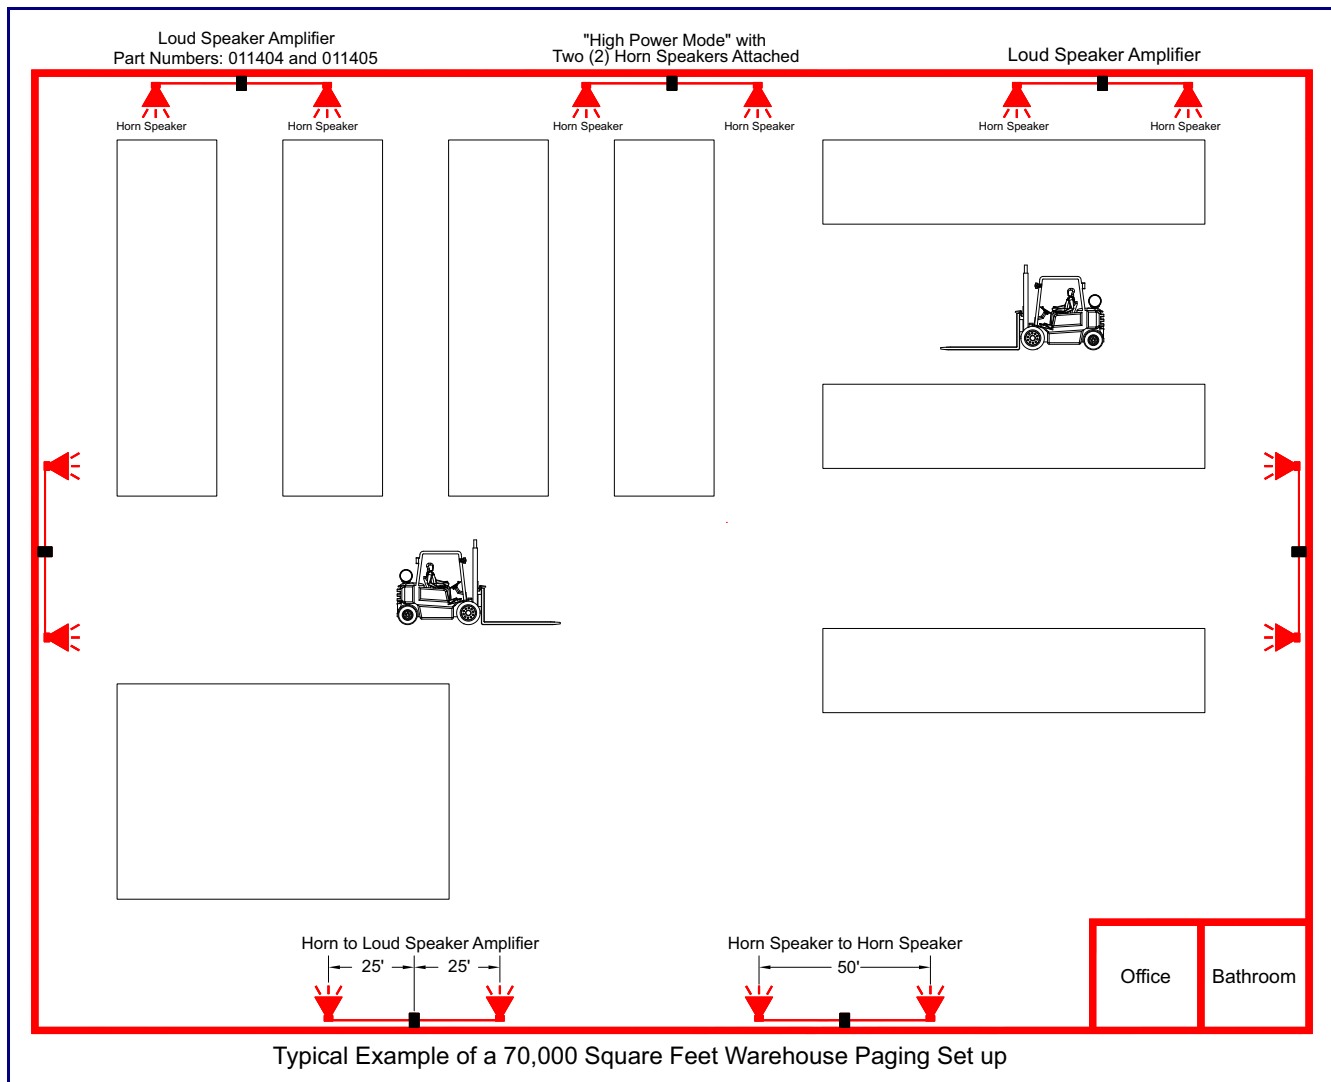 Loud Speaker Amplifier
Part Numbers: 011404 and 011405
"High Power Mode" with
Two (2) Horn Speakers Attached
Loud Speaker Amplifier
Horn Speaker
Horn Speaker
Horn Speaker
Horn Speaker
Horn Speaker
Horn Speaker
Horn to Loud Speaker Amplifier
25'
25'
Horn Speaker to Horn Speaker
50'
Office
Bathroom
Typical Example of a 70,000 Square Feet Warehouse Paging Set up